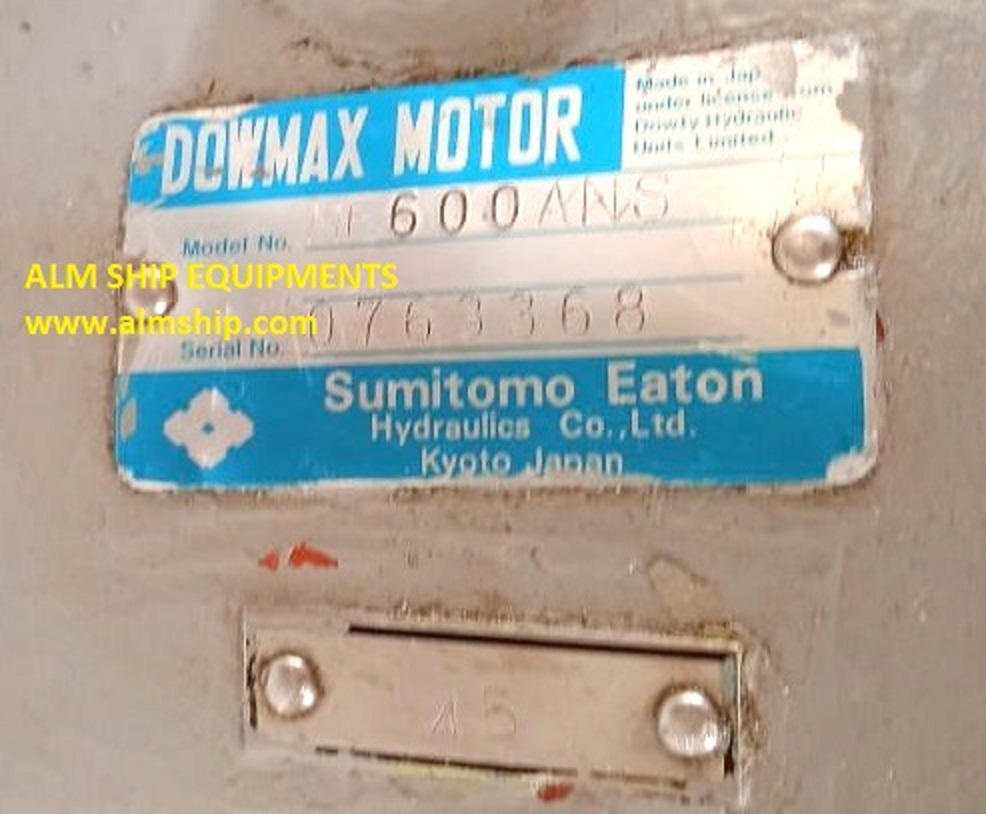 DOWMAX MOTOR
Made in Jap
under license from
Dowty Hydraulic
Units Limited
Model No. 600ANS
ALM SHIP EQUIPMENTS
www.almship.com
Serial No. 0763368
Sumitomo Eaton
Hydraulics Co.,Ltd.
Kyoto Japan
A5